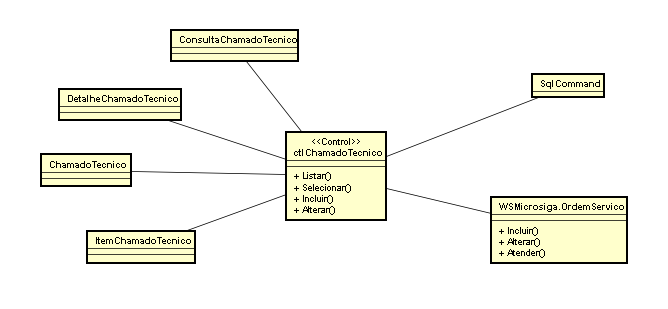 ConsultaChamadoTecnico
SqlCommand
DetalheChamadoTecnico
<<Control>>
ctlChamadoTecnico
+ Listar()
+ Selecionar()
+ Incluir()
+ Alterar()
ChamadoTecnico
WSMicrosiga.OrdemServico
+ Incluir()
+ Alterar()
+ Atender()
ItemChamadoTecnico